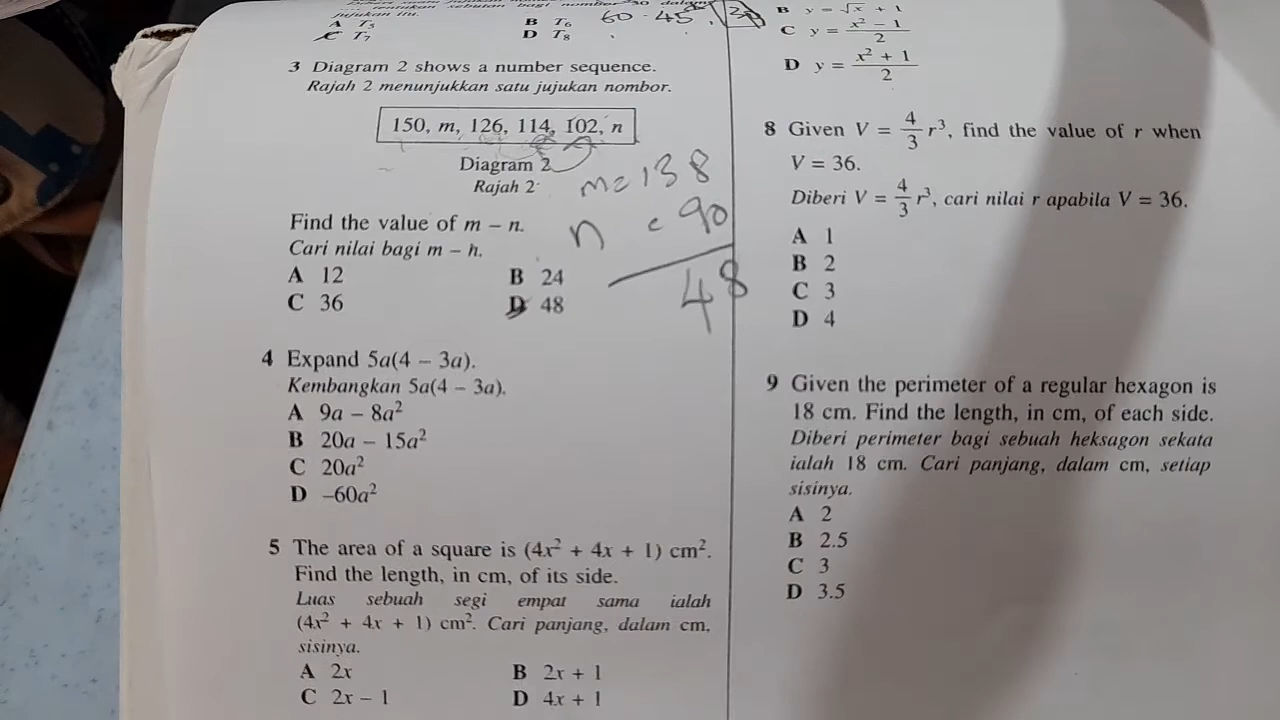 jujukan itu.
A T₅ B T₆
C T₇ D T₈
60 · 45
3 Diagram 2 shows a number sequence.
Rajah 2 menunjukkan satu jujukan nombor.
150, m, 126, 114, 102, n
Diagram 2
Rajah 2
m = 138
n = 90
48
Find the value of m – n.
Cari nilai bagi m – n.
A 12 B 24
C 36 D 48
4 Expand 5a(4 – 3a).
Kembangkan 5a(4 – 3a).
A 9a – 8a²
B 20a – 15a²
C 20a²
D –60a²
5 The area of a square is (4x² + 4x + 1) cm².
Find the length, in cm, of its side.
Luas sebuah segi empat sama ialah
(4x² + 4x + 1) cm². Cari panjang, dalam cm,
sisinya.
A 2x B 2x + 1
C 2x – 1 D 4x + 1
B y = √x + 1
C y = (x² – 1)/2
D y = (x² + 1)/2
8 Given V = 4/3 r³, find the value of r when
V = 36.
Diberi V = 4/3 r³, cari nilai r apabila V = 36.
A 1
B 2
C 3
D 4
9 Given the perimeter of a regular hexagon is
18 cm. Find the length, in cm, of each side.
Diberi perimeter bagi sebuah heksagon sekata
ialah 18 cm. Cari panjang, dalam cm, setiap
sisinya.
A 2
B 2.5
C 3
D 3.5